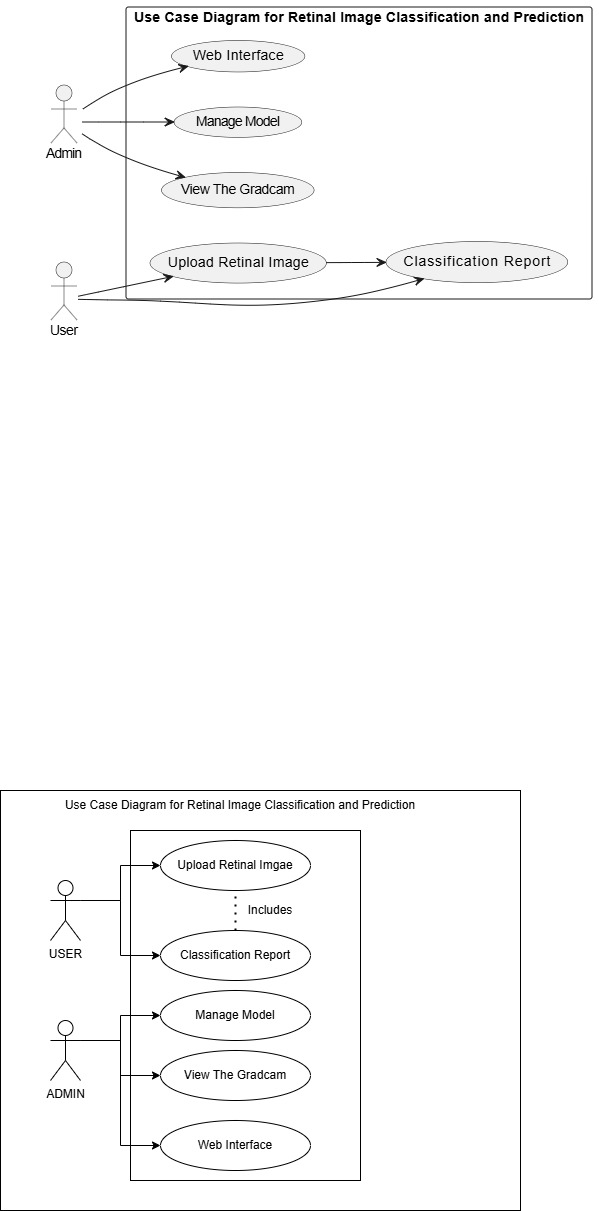 Use Case Diagram for Retinal Image Classification and Prediction
Web Interface
Admin
Manage Model
View The Gradcam
Upload Retinal Image
Classification Report
User
Use Case Diagram for Retinal Image Classification and Prediction
Upload Retinal Imgae
Includes
USER
Classification Report
Manage Model
View The Gradcam
ADMIN
Web Interface